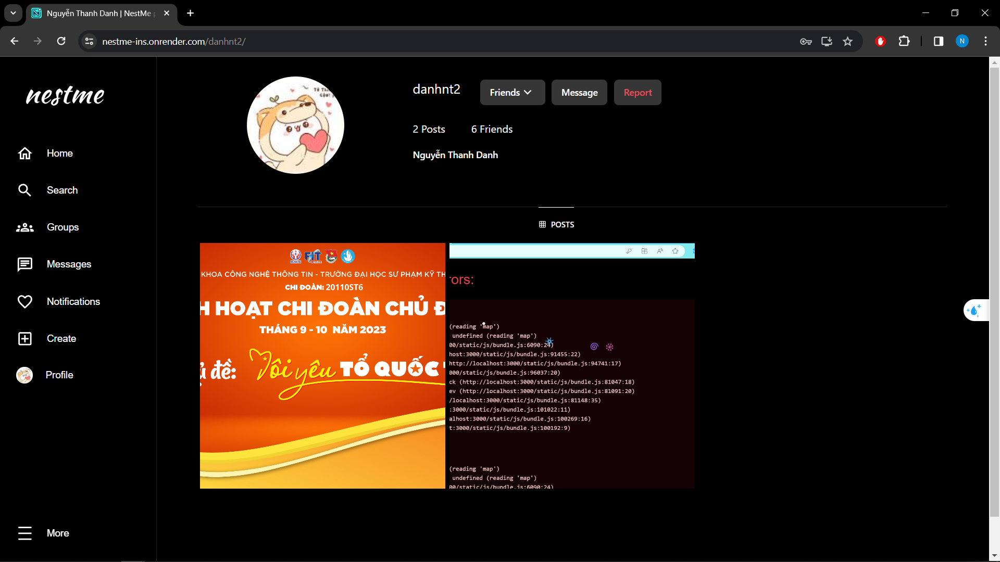 Nguyễn Thanh Danh | NestMe
nestme-ins.onrender.com/danhnt2/
N
nestme
Home
Search
Groups
Messages
Notifications
Create
Profile
More
danhnt2
Friends
Message
Report
2 Posts
6 Friends
Nguyễn Thanh Danh
POSTS
KHOA CÔNG NGHỆ THÔNG TIN - TRƯỜNG ĐẠI HỌC SƯ PHẠM KỸ TH
CHI ĐOÀN: 20110ST6
H HOẠT CHI ĐOÀN CHỦ Đ
THÁNG 9 - 10 NĂM 2023
đề: Tôi yêu TỔ QUỐC
rors:
(reading 'map')
undefined (reading 'map')
00/static/js/bundle.js:6090:24)
host:3000/static/js/bundle.js:91455:22)
http://localhost:3000/static/js/bundle.js:94741:17)
000/static/js/bundle.js:96037:20)
ck (http://localhost:3000/static/js/bundle.js:81047:18)
ev (http://localhost:3000/static/js/bundle.js:81091:20)
/localhost:3000/static/js/bundle.js:81148:35)
:3000/static/js/bundle.js:101022:11)
alhost:3000/static/js/bundle.js:100269:16)
t:3000/static/js/bundle.js:100192:9)
(reading 'map')
undefined (reading 'map')
00/static/js/bundle.js:6090:24)